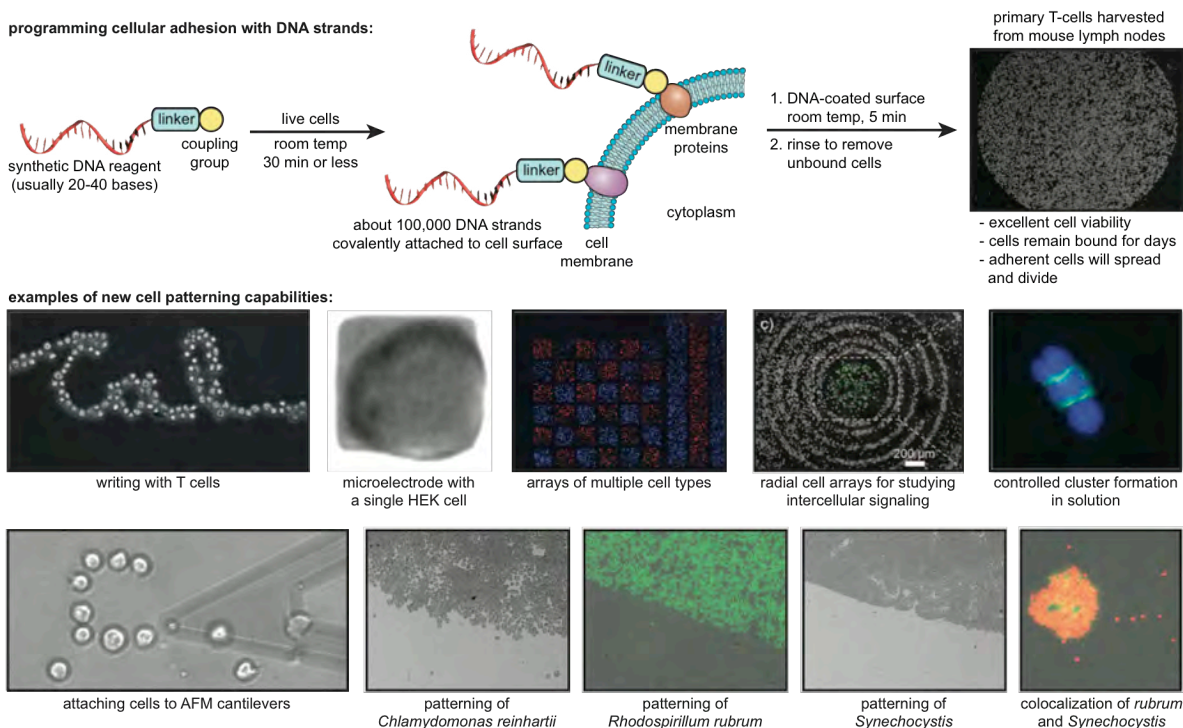 programming cellular adhesion with DNA strands:
linker
coupling
group
synthetic DNA reagent
(usually 20-40 bases)
live cells
room temp
30 min or less
linker
membrane
proteins
linker
cytoplasm
about 100,000 DNA strands
covalently attached to cell surface
cell
membrane
1. DNA-coated surface
room temp, 5 min
2. rinse to remove
unbound cells
primary T-cells harvested
from mouse lymph nodes
- excellent cell viability
- cells remain bound for days
- adherent cells will spread
and divide
examples of new cell patterning capabilities:
Cal
writing with T cells
microelectrode with
a single HEK cell
arrays of multiple cell types
c)
200 µm
radial cell arrays for studying
intercellular signaling
controlled cluster formation
in solution
attaching cells to AFM cantilevers
patterning of
Chlamydomonas reinhartii
patterning of
Rhodospirillum rubrum
patterning of
Synechocystis
colocalization of rubrum
and Synechocystis